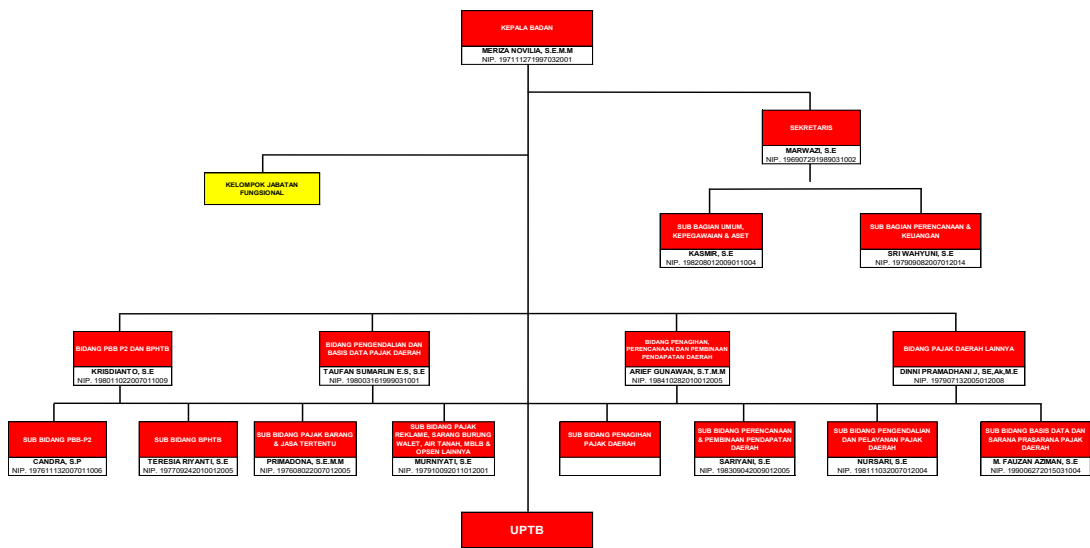 KEPALA BADAN
MERIZA NOVILIA, S.E.M.M
NIP. 197111271997032001
SEKRETARIS
MARWAZI, S.E
NIP. 196907291989031002
KELOMPOK JABATAN
FUNGSIONAL
SUB BAGIAN UMUM,
KEPEGAWAIAN & ASET
KASMIR, S.E
NIP. 198208012009011004
SUB BAGIAN PERENCANAAN &
KEUANGAN
SRI WAHYUNI, S.E
NIP. 197909082007012014
BIDANG PBB P2 DAN BPHTB
KRISDIANTO, S.E
NIP. 198011022007011009
BIDANG PENGENDALIAN DAN
BASIS DATA PAJAK DAERAH
TAUFAN SUMARLIN E.S, S.E
NIP. 198003161999031001
BIDANG PENAGIHAN,
PERENCANAAN DAN PEMBINAAN
PENDAPATAN DAERAH
ARIEF GUNAWAN, S.T.M.M
NIP. 198410282010012005
BIDANG PAJAK DAERAH LAINNYA
DINNI PRAMADHANI J, SE,Ak,M.E
NIP. 197907132005012008
SUB BIDANG PBB-P2
CANDRA, S.P
NIP. 197611132007011006
SUB BIDANG BPHTB
TERESIA RIYANTI, S.E
NIP. 197709242010012005
SUB BIDANG PAJAK BARANG
& JASA TERTENTU
PRIMADONA, S.E.M.M
NIP. 197608022007012005
SUB BIDANG PAJAK
REKLAME, SARANG BURUNG
WALET, AIR TANAH, MBLB &
OPSEN LAINNYA
MURNIYATI, S.E
NIP. 197910092011012001
SUB BIDANG PENAGIHAN
PAJAK DAERAH
SUB BIDANG PERENCANAAN
& PEMBINAAN PENDAPATAN
DAERAH
SARIYANI, S.E
NIP. 198309042009012005
SUB BIDANG PENGENDALIAN
DAN PELAYANAN PAJAK
DAERAH
NURSARI, S.E
NIP. 198111032007012004
SUB BIDANG BASIS DATA DAN
SARANA PRASARANA PAJAK
DAERAH
M. FAUZAN AZIMAN, S.E
NIP. 199006272015031004
UPTB